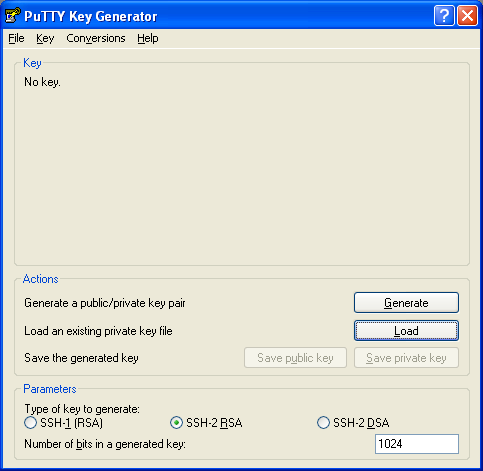 PuTTY Key Generator
File Key Conversions Help
Key
No key.
Actions
Generate a public/private key pair
Generate
Load an existing private key file
Load
Save the generated key
Save public key
Save private key
Parameters
Type of key to generate:
SSH-1 (RSA)
SSH-2 RSA
SSH-2 DSA
Number of bits in a generated key:
1024